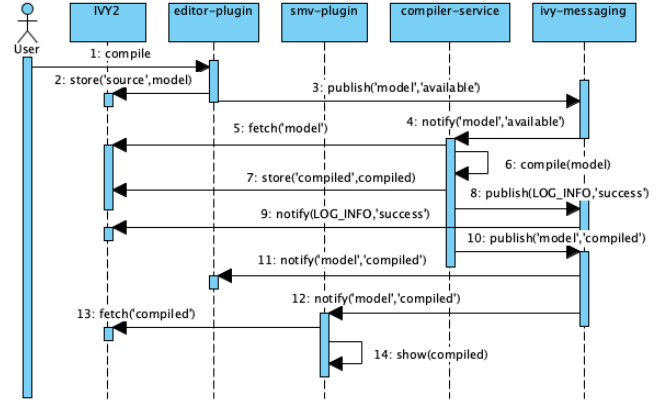 IVY2
editor-plugin
smv-plugin
compiler-service
ivy-messaging
User
1: compile
2: store('source',model)
3: publish('model','available')
4: notify('model','available')
5: fetch('model')
6: compile(model)
7: store('compiled',compiled)
8: publish(LOG_INFO,'success')
9: notify(LOG_INFO,'success')
10: publish('model','compiled')
11: notify('model','compiled')
12: notify('model','compiled')
13: fetch('compiled')
14: show(compiled)